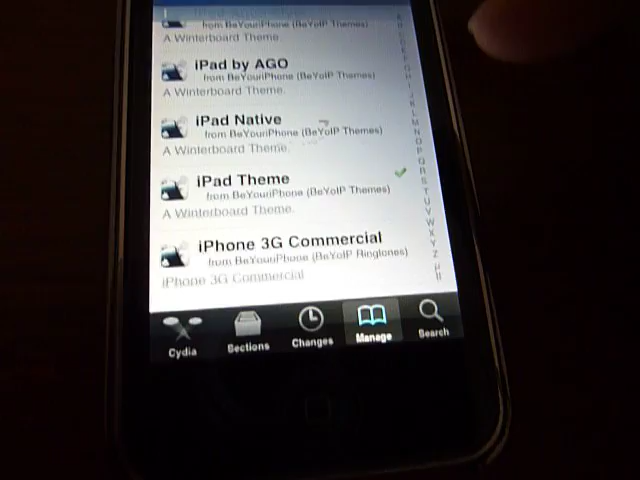 from BeYouriPhone (BeYoIP Themes)
A Winterboard Theme.
iPad by AGO
from BeYouriPhone (BeYoIP Themes)
A Winterboard Theme.
iPad Native
from BeYouriPhone (BeYoIP Themes)
A Winterboard Theme.
iPad Theme
from BeYouriPhone (BeYoIP Themes)
A Winterboard Theme.
iPhone 3G Commercial
from BeYouriPhone (BeYoIP Ringtones)
iPhone 3G Commercial
Cydia
Sections
Changes
Manage
Search